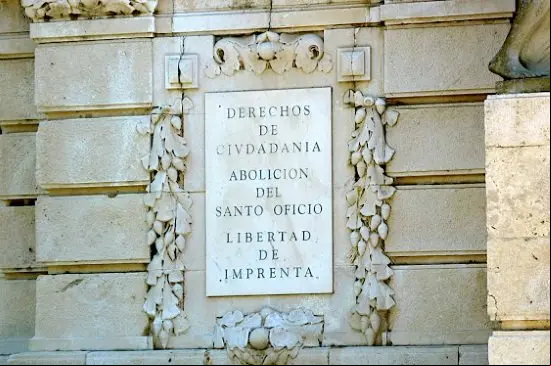 DERECHOS
DE
CIVDADANIA
ABOLICION
DEL
SANTO OFICIO
LIBERTAD
DE
IMPRENTA